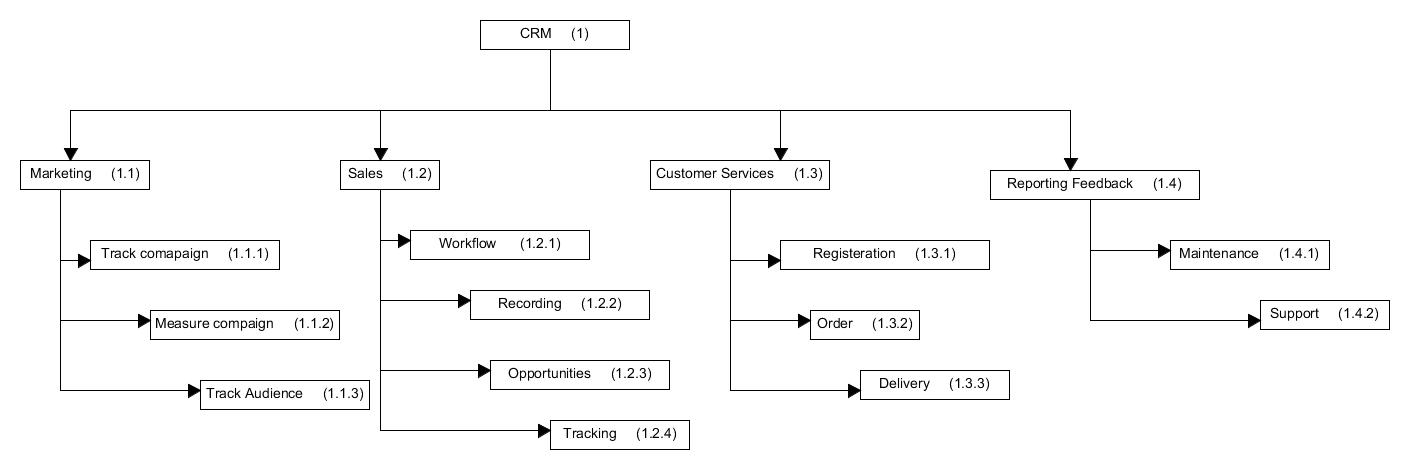 CRM (1)
Marketing (1.1)
Track comapaign (1.1.1)
Measure compaign (1.1.2)
Track Audience (1.1.3)
Sales (1.2)
Workflow (1.2.1)
Recording (1.2.2)
Opportunities (1.2.3)
Tracking (1.2.4)
Customer Services (1.3)
Registeration (1.3.1)
Order (1.3.2)
Delivery (1.3.3)
Reporting Feedback (1.4)
Maintenance (1.4.1)
Support (1.4.2)